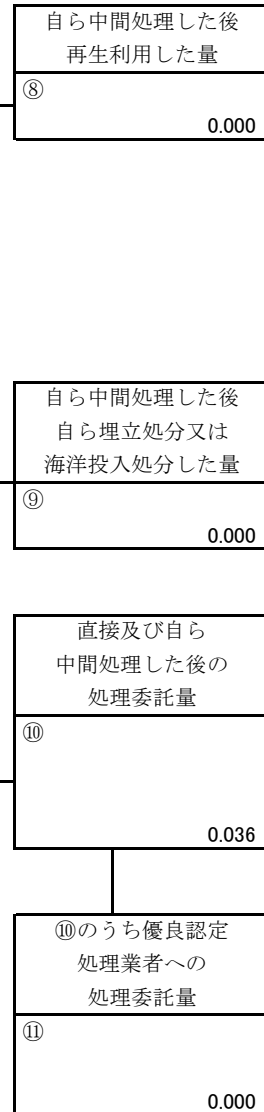 自ら中間処理した後
再生利用した量
⑧
0.000
自ら中間処理した後
自ら埋立処分又は
海洋投入処分した量
⑨
0.000
直接及び自ら
中間処理した後の
処理委託量
⑩
0.036
⑩のうち優良認定
処理業者への
処理委託量
⑪
0.000